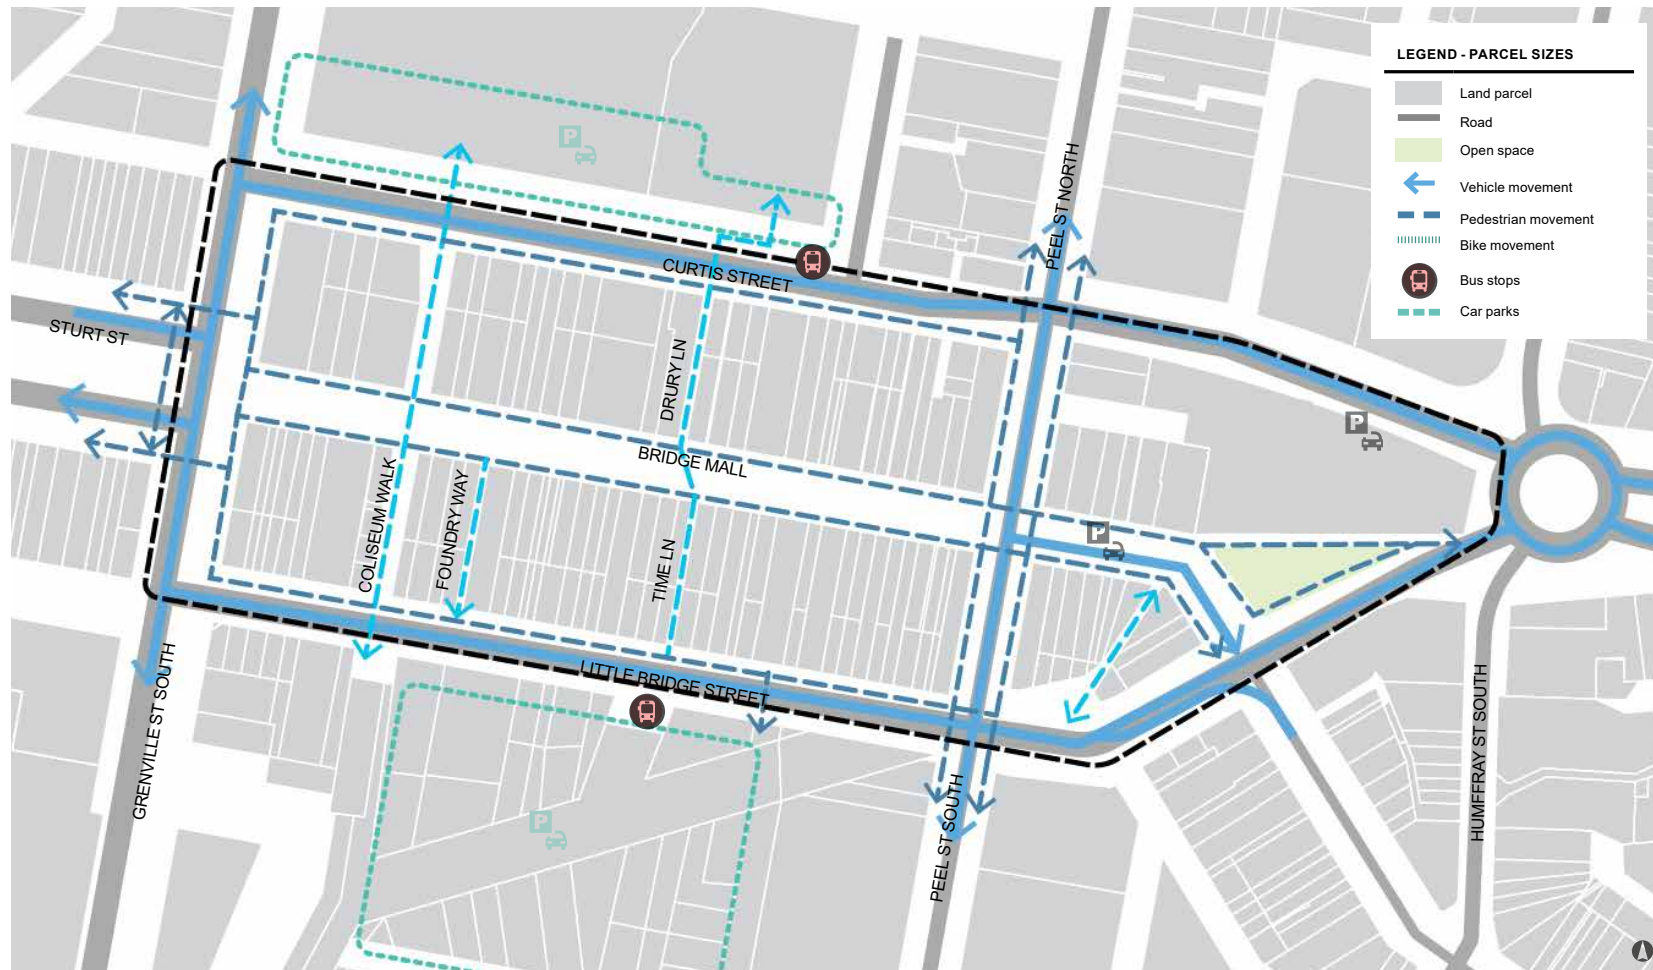 LEGEND - PARCEL SIZES
Land parcel
Road
Open space
Vehicle movement
Pedestrian movement
Bike movement
Bus stops
Car parks
P
PEEL ST NORTH
CURTIS STREET
STURT ST
DRURY LN
P
BRIDGE MALL
COLISEUM WALK
FOUNDRY WAY
TIME LN
P
LITTLE BRIDGE STREET
GRENVILLE ST SOUTH
P
PEEL ST SOUTH
HUMFFRAY ST SOUTH